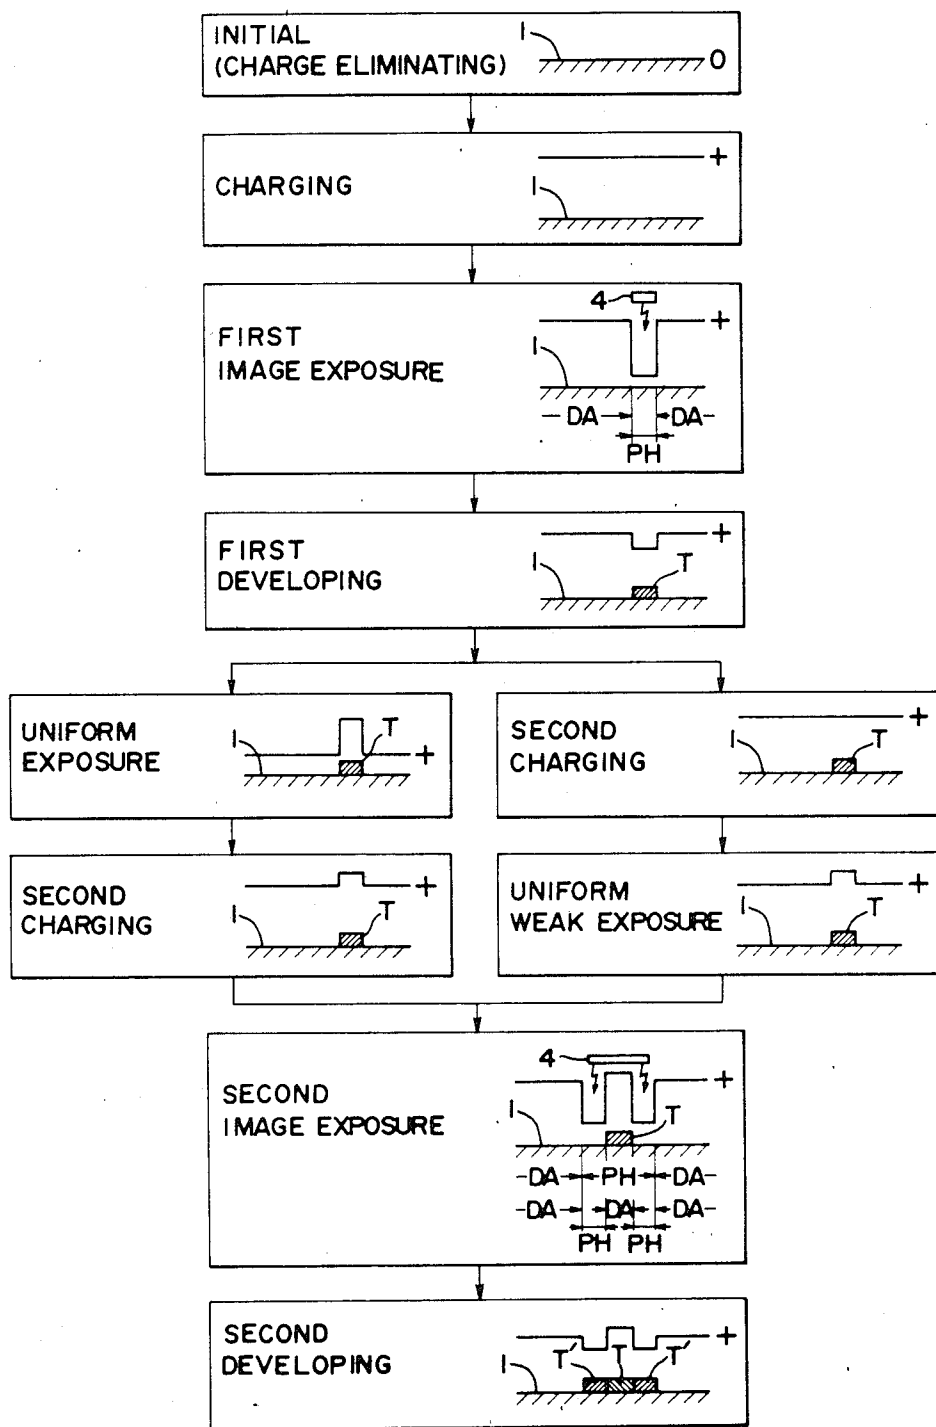 INITIAL
(CHARGE ELIMINATING)
1
0
CHARGING
1
+
FIRST
IMAGE EXPOSURE
4
+
1
DA DA
PH
FIRST
DEVELOPING
+
1 T
UNIFORM
EXPOSURE
1 T
+
SECOND
CHARGING
+
1 T
SECOND
CHARGING
+
1 T
UNIFORM
WEAK EXPOSURE
+
1 T
SECOND
IMAGE EXPOSURE
4
+
1 T
DA PH DA
DA DA DA
PH PH
SECOND
DEVELOPING
+
1 T' T T'